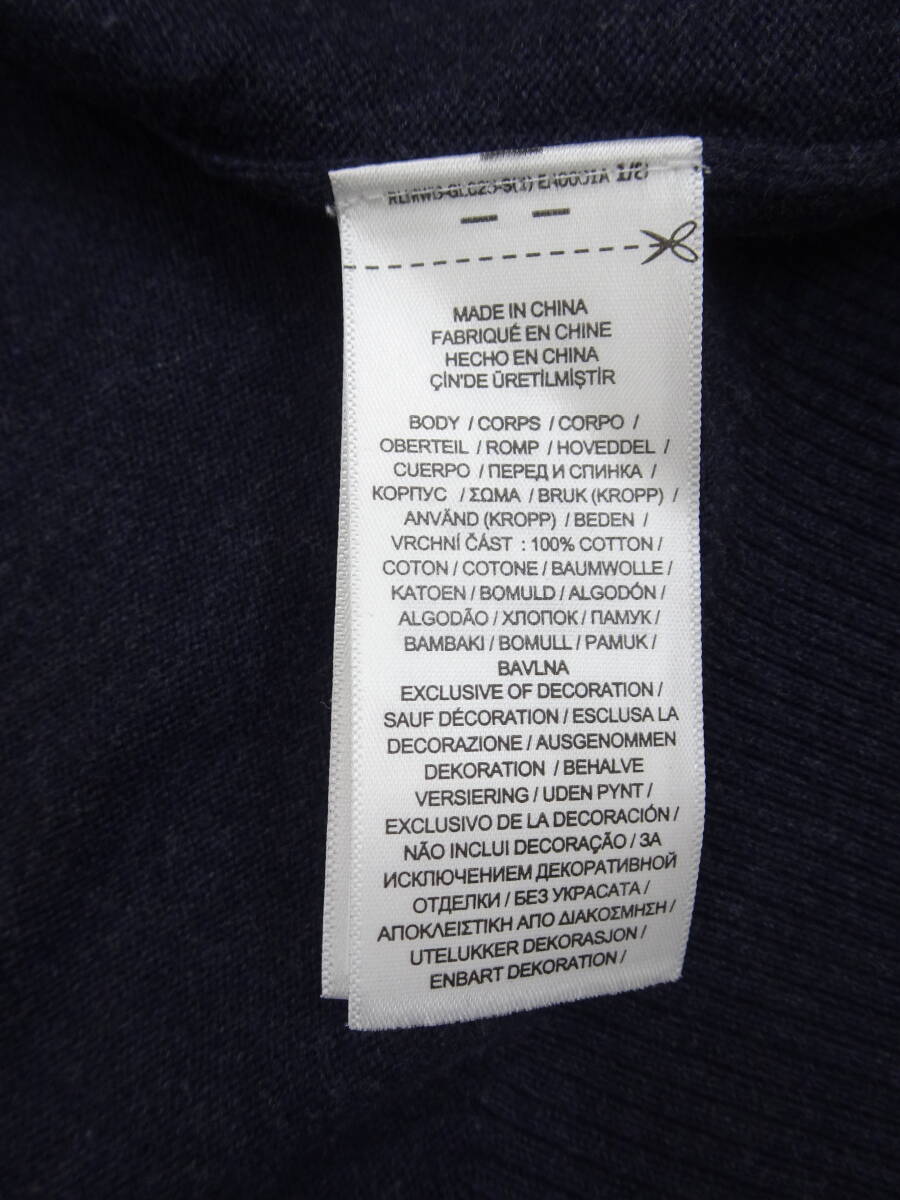 MADE IN CHINA
FABRIQUÉ EN CHINE
HECHO EN CHINA
ÇİN'DE ÜRETİLMİŞTİR
BODY / CORPS / CORPO /
OBERTEIL / ROMP / HOVEDDEL /
CUERPO / ПЕРЕД И СПИНКА /
КОРПУС / ΣΩΜΑ / BRUK (KROPP) /
ANVÄND (KROPP) / BEDEN /
VRCHNÍ ČÁST : 100% COTTON /
COTON / COTONE / BAUMWOLLE /
KATOEN / BOMULD / ALGODÓN /
ALGODÃO / ХЛОПОК / ПАМУК /
BAMBAKI / BOMULL / PAMUK /
BAVLNA
EXCLUSIVE OF DECORATION /
SAUF DÉCORATION / ESCLUSA LA
DECORAZIONE / AUSGENOMMEN
DEKORATION / BEHALVE
VERSIERING / UDEN PYNT /
EXCLUSIVO DE LA DECORACIÓN /
NÃO INCLUI DECORAÇÃO / ЗА
ИСКЛЮЧЕНИЕМ ДЕКОРАТИВНОЙ
ОТДЕЛКИ / БЕЗ УКРАСАТА /
ΑΠΟΚΛΕΙΣΤΙΚΗ ΑΠΟ ΔΙΑΚΟΣΜΗΣΗ /
UTELUKKER DEKORASJON /
ENBART DEKORATION /